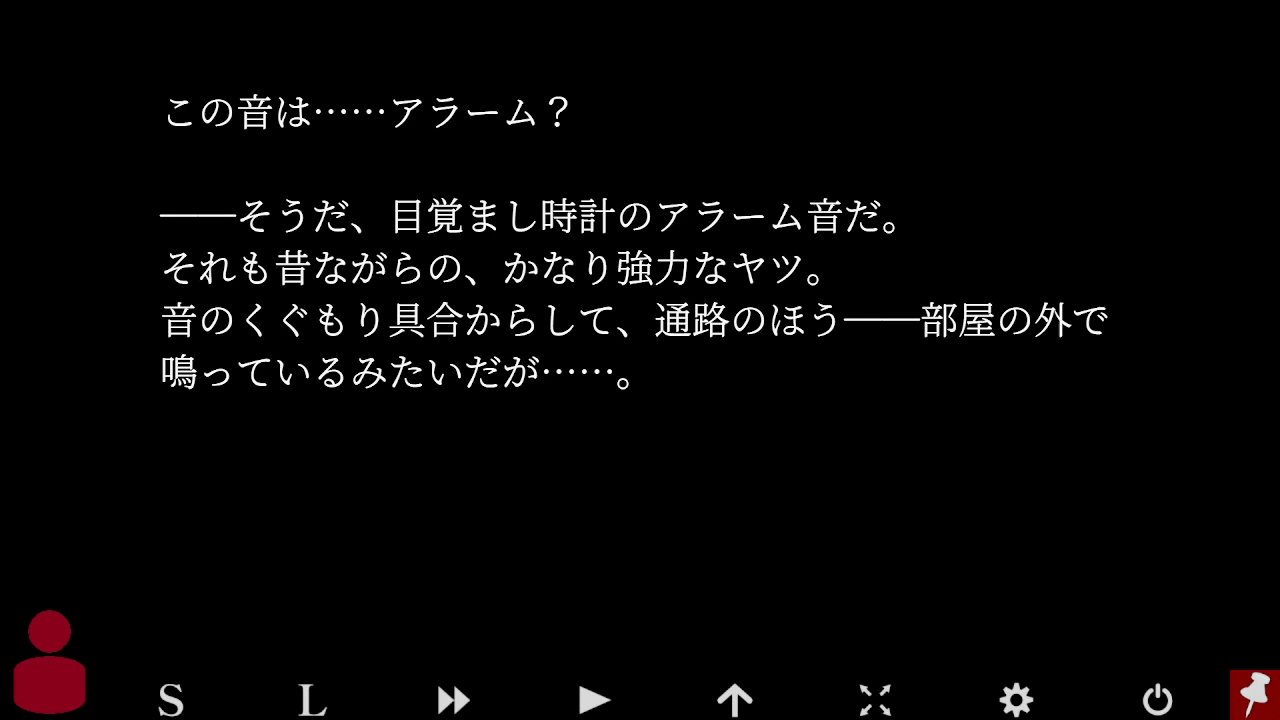 この音は……アラーム？
――そうだ、目覚まし時計のアラーム音だ。
それも昔ながらの、かなり強力なヤツ。
音のくぐもり具合からして、通路のほう――部屋の外で
鳴っているみたいだが……。
S L